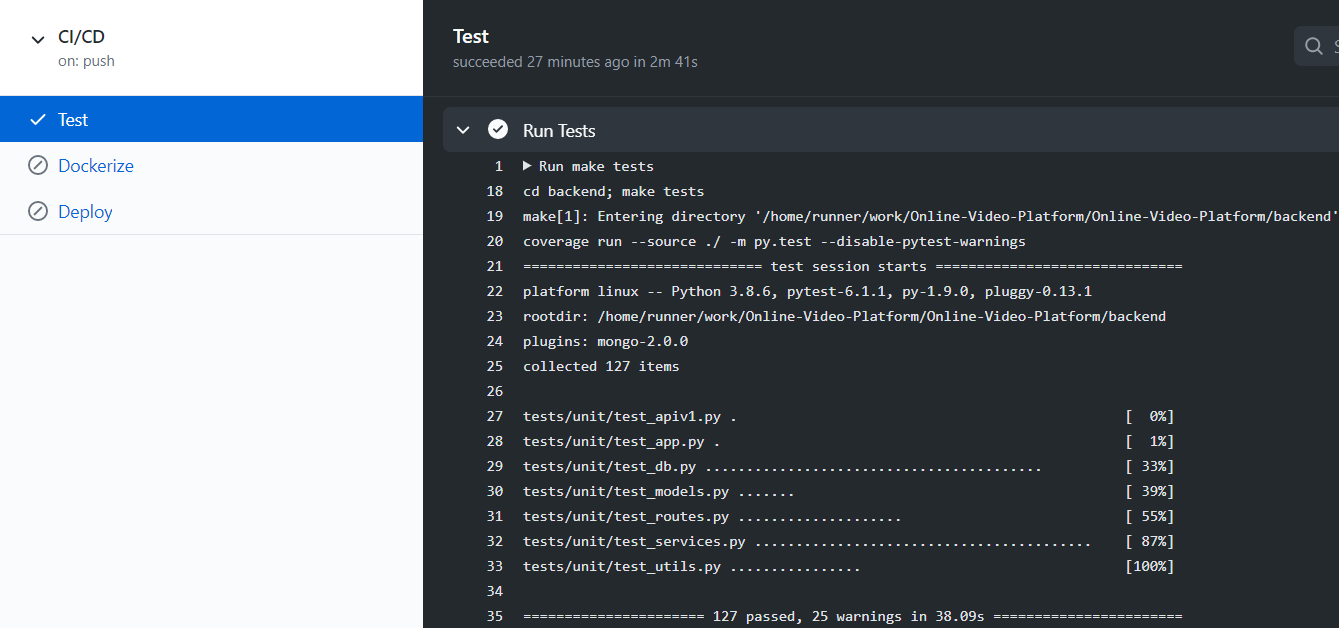 CI/CD
on: push
Test
Dockerize
Deploy
Test
succeeded 27 minutes ago in 2m 41s
Run Tests
1 Run make tests
18 cd backend; make tests
19 make[1]: Entering directory '/home/runner/work/Online-Video-Platform/Online-Video-Platform/backend'
20 coverage run --source ./ -m py.test --disable-pytest-warnings
21 ============================= test session starts ==============================
22 platform linux -- Python 3.8.6, pytest-6.1.1, py-1.9.0, pluggy-0.13.1
23 rootdir: /home/runner/work/Online-Video-Platform/Online-Video-Platform/backend
24 plugins: mongo-2.0.0
25 collected 127 items
26
27 tests/unit/test_apiv1.py . [  0%]
28 tests/unit/test_app.py . [  1%]
29 tests/unit/test_db.py ......................................... [ 33%]
30 tests/unit/test_models.py ....... [ 39%]
31 tests/unit/test_routes.py .................... [ 55%]
32 tests/unit/test_services.py ......................................... [ 87%]
33 tests/unit/test_utils.py ................ [100%]
34
35 ====================== 127 passed, 25 warnings in 38.09s =======================